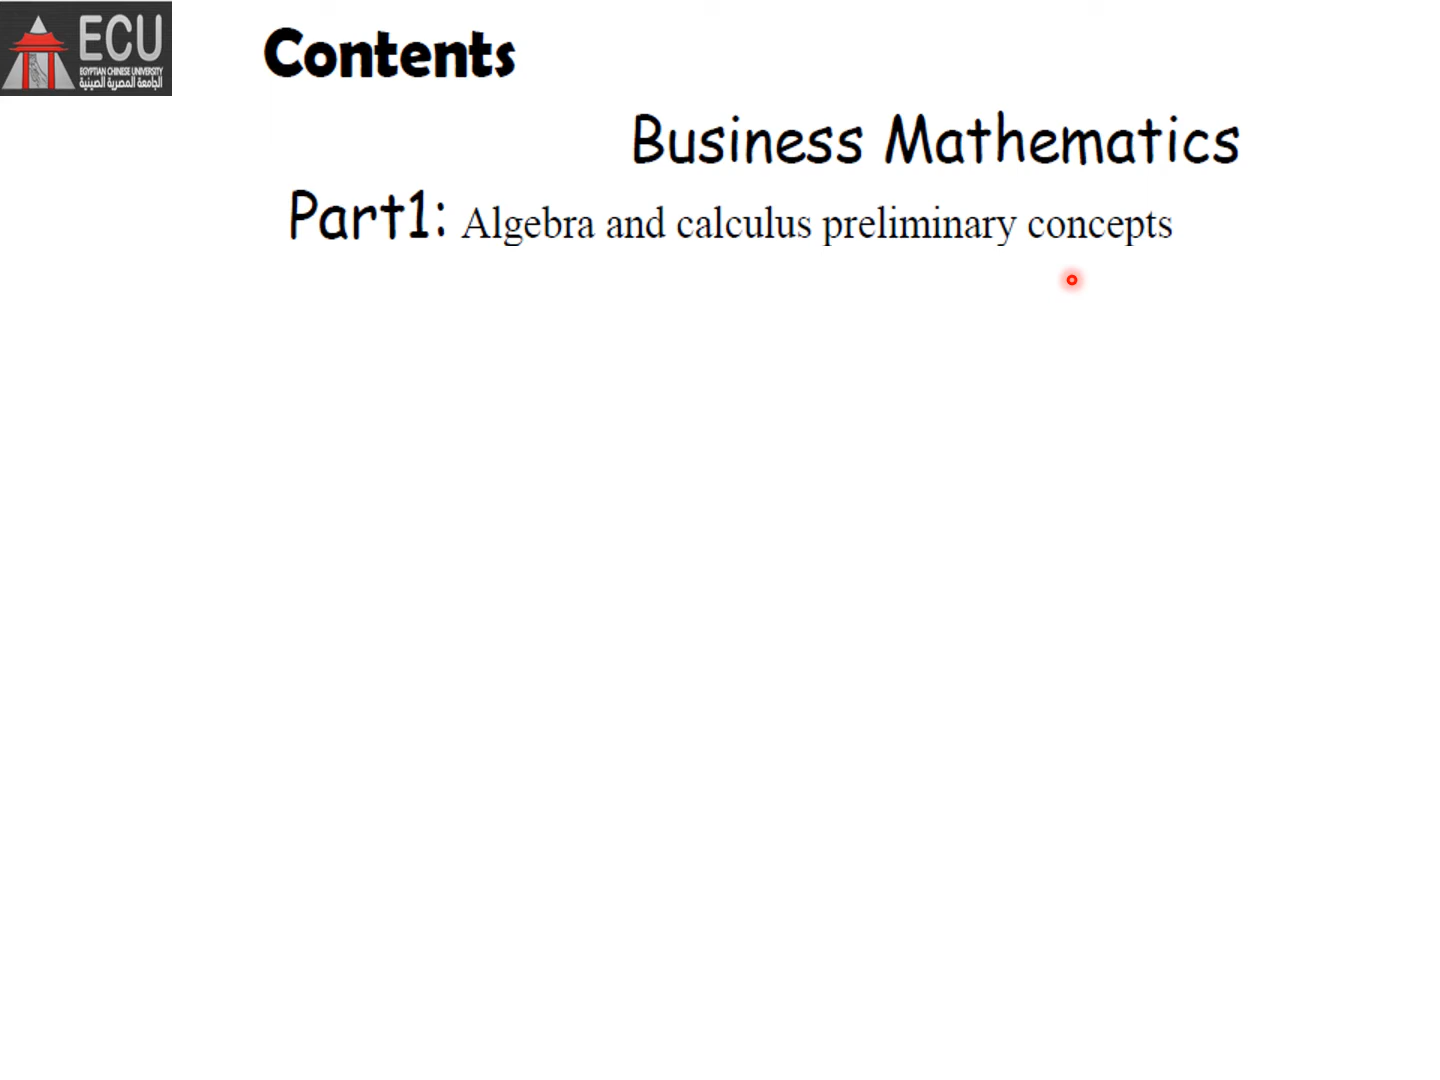 ECU
EGYPTIAN CHINESE UNIVERSITY
الجامعة المصرية الصينية
Contents
Business Mathematics
Part1: Algebra and calculus preliminary concepts